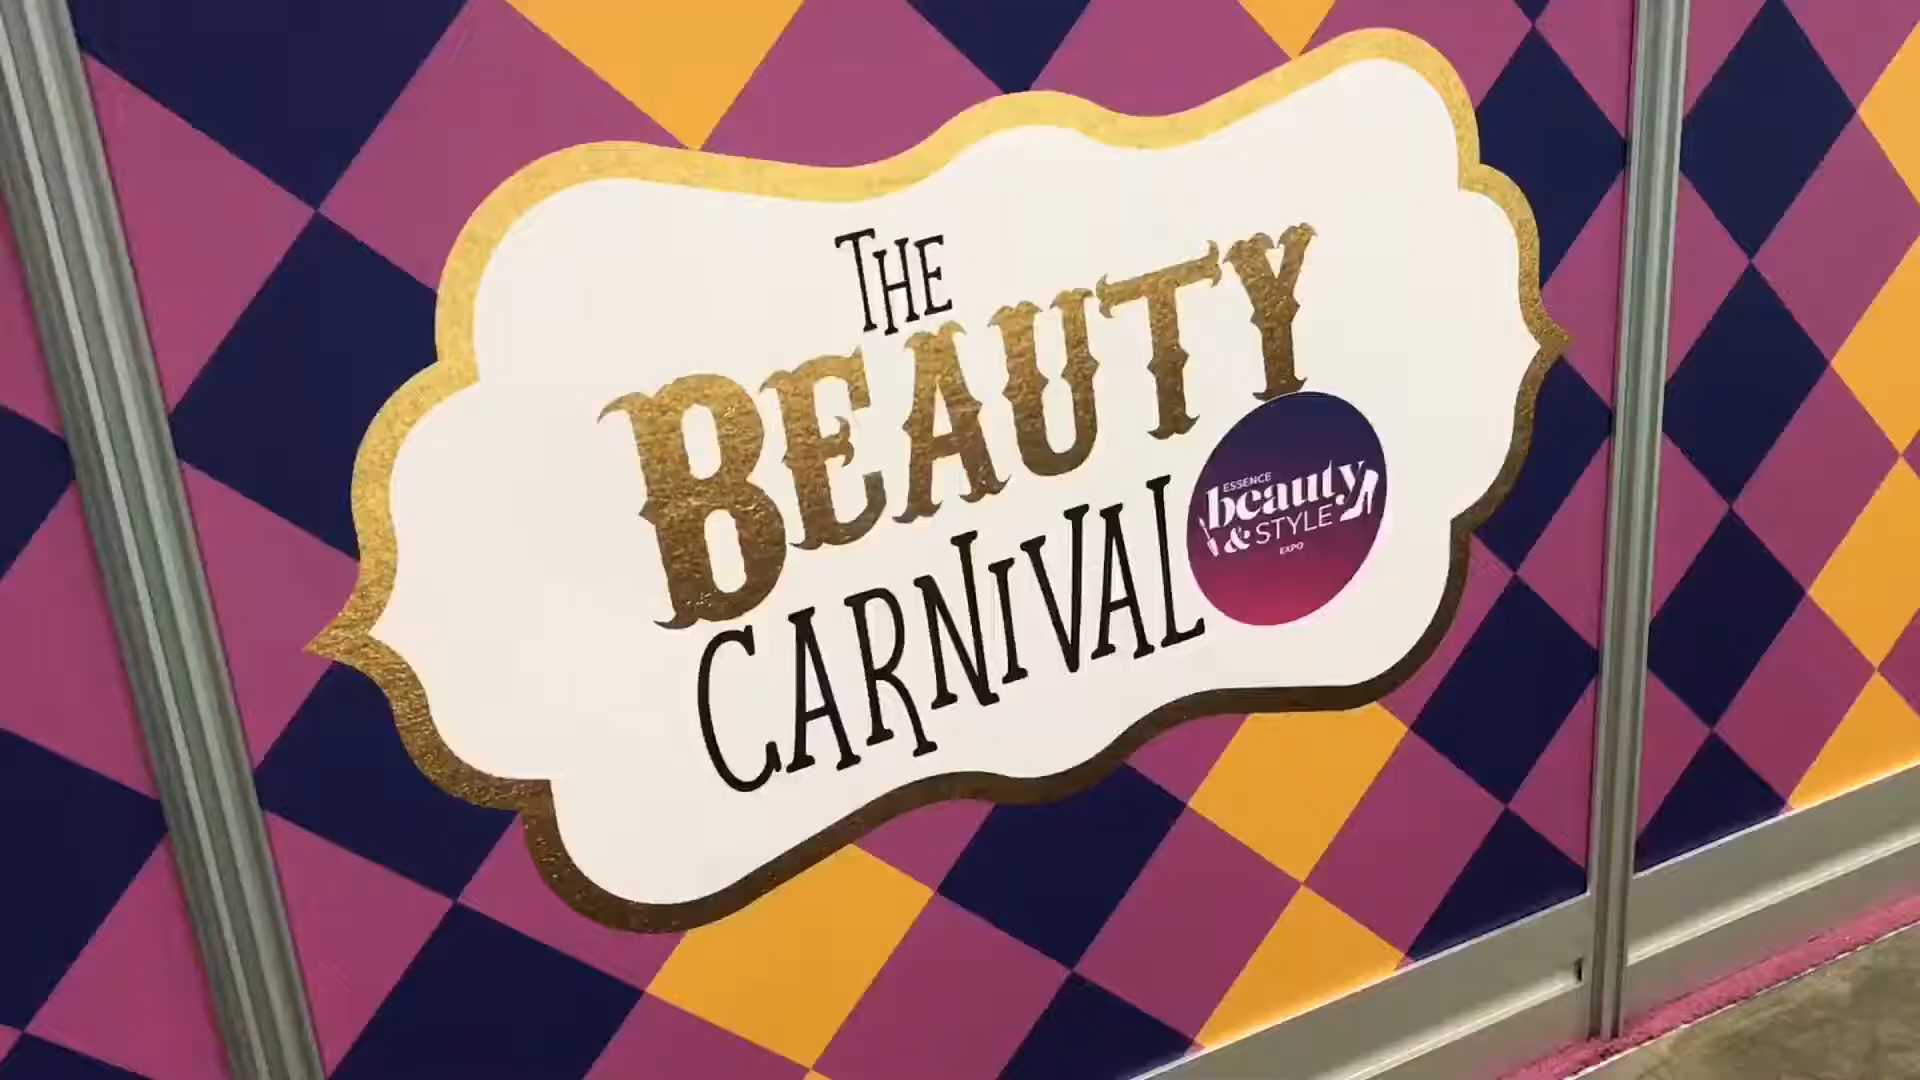 THE
BEAUTY
CARNIVAL
ESSENCE
beauty
& STYLE
EXPO